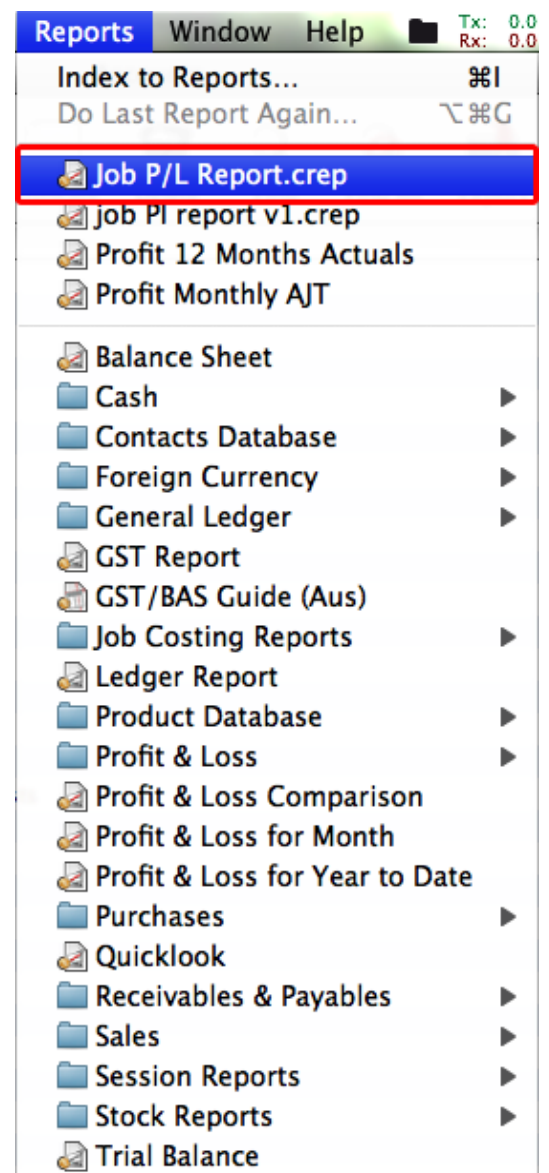 Reports Window Help Tx: 0.0
Rx: 0.0
Index to Reports... ⌘I
Do Last Report Again... ⌥⌘G
Job P/L Report.crep
job Pl report v1.crep
Profit 12 Months Actuals
Profit Monthly AJT
Balance Sheet
Cash
Contacts Database
Foreign Currency
General Ledger
GST Report
GST/BAS Guide (Aus)
Job Costing Reports
Ledger Report
Product Database
Profit & Loss
Profit & Loss Comparison
Profit & Loss for Month
Profit & Loss for Year to Date
Purchases
Quicklook
Receivables & Payables
Sales
Session Reports
Stock Reports
Trial Balance